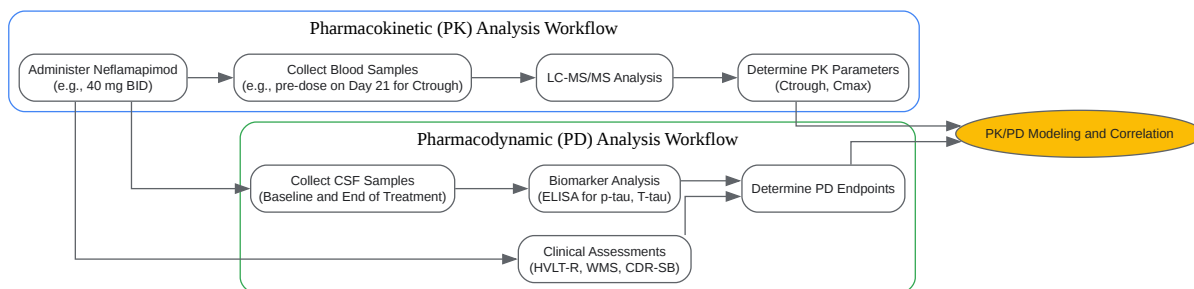 Pharmacokinetic (PK) Analysis Workflow
Administer Neflamapimod
(e.g., 40 mg BID)
Collect Blood Samples
(e.g., pre-dose on Day 21 for Ctrough)
LC-MS/MS Analysis
Determine PK Parameters
(Ctrough, Cmax)
PK/PD Modeling and Correlation
Pharmacodynamic (PD) Analysis Workflow
Collect CSF Samples
(Baseline and End of Treatment)
Biomarker Analysis
(ELISA for p-tau, T-tau)
Determine PD Endpoints
Clinical Assessments
(HVLT-R, WMS, CDR-SB)